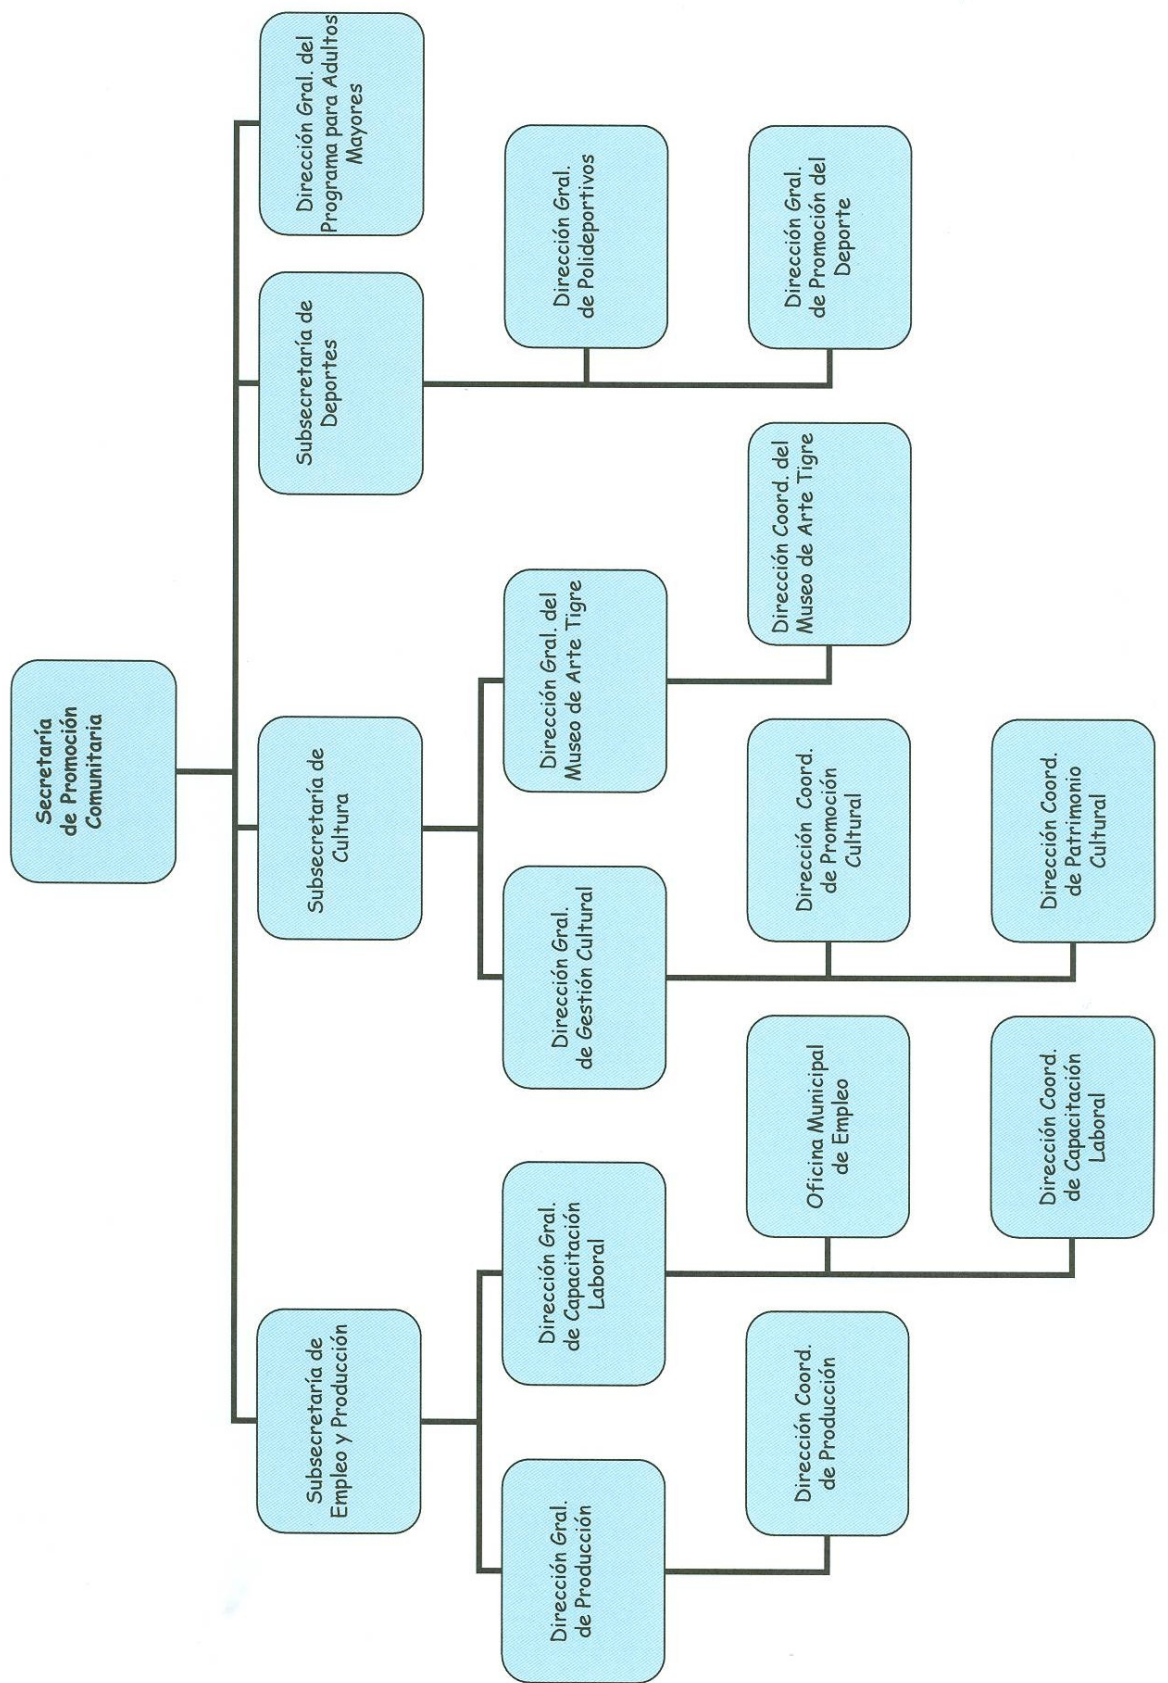 Secretaría
de Promoción
Comunitaria
Subsecretaría de
Empleo y Producción
Subsecretaría de
Cultura
Subsecretaría de
Deportes
Dirección Gral. del
Programa para Adultos
Mayores
Dirección Gral.
de Producción
Dirección Gral.
de Capacitación
Laboral
Dirección Gral.
de Gestión Cultural
Dirección Gral. del
Museo de Arte Tigre
Dirección Gral.
de Polideportivos
Dirección Coord.
de Producción
Oficina Municipal
de Empleo
Dirección Coord.
de Promoción
Cultural
Dirección Coord. del
Museo de Arte Tigre
Dirección Gral.
de Promoción del
Deporte
Dirección Coord.
de Capacitación
Laboral
Dirección Coord.
de Patrimonio
Cultural